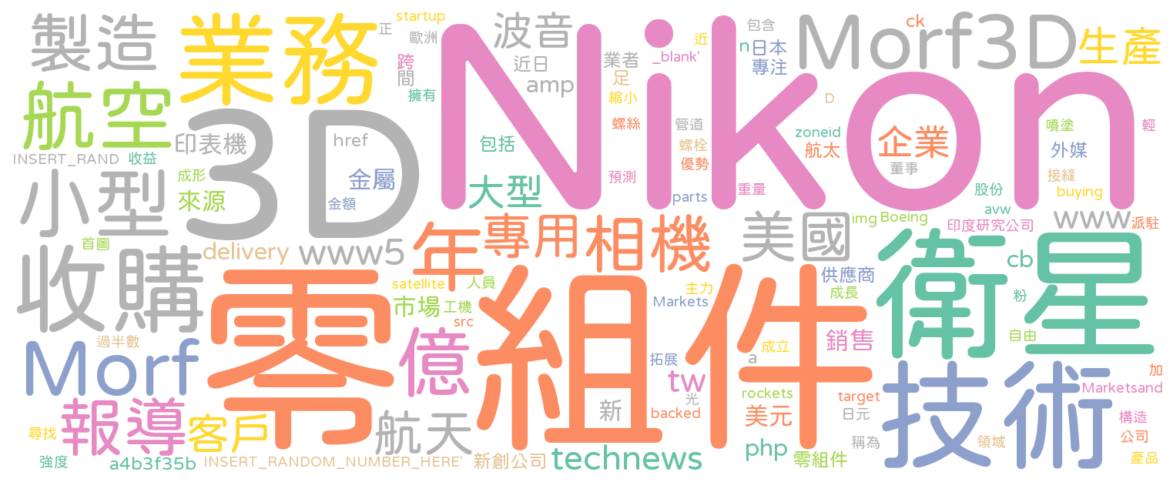 Nikon
零組件
3D
衛星
業務
技術
收購
Morf3D
Morf
製造
航空
小型
波音
生產
企業
美國
相機
專用
年
大型
億
報導
客戶
航天
technews
www5
www
delivery
來源
金屬
印表機
href
INSERT_RAND
收益
成形
金額
首圖
startup
正
歐洲
跨
間
擁有
近日
amp
包括
業者
足
縮小
近
_blank'
包含
n
日本
專注
ck
螺絲
管道
螺栓
優勢
預測
parts
重量
D
zoneid
航太
董事
噴塗
輕
外媒
接縫
buying
股份
avw
img
Boeing
印度研究公司
派駐
cb
粉
自由
供應商
成長
銷售
satellite
人員
市場
工機
src
主力
Markets
拓展
a
成立
tw
光
backed
rockets
美元
target
日元
php
稱為
零組件
領域
加
Marketsand
構造
公司
產品
新
新創公司
INSERT_RANDOM_NUMBER_HERE'
a4b3f35b
強度
尋找
過半數